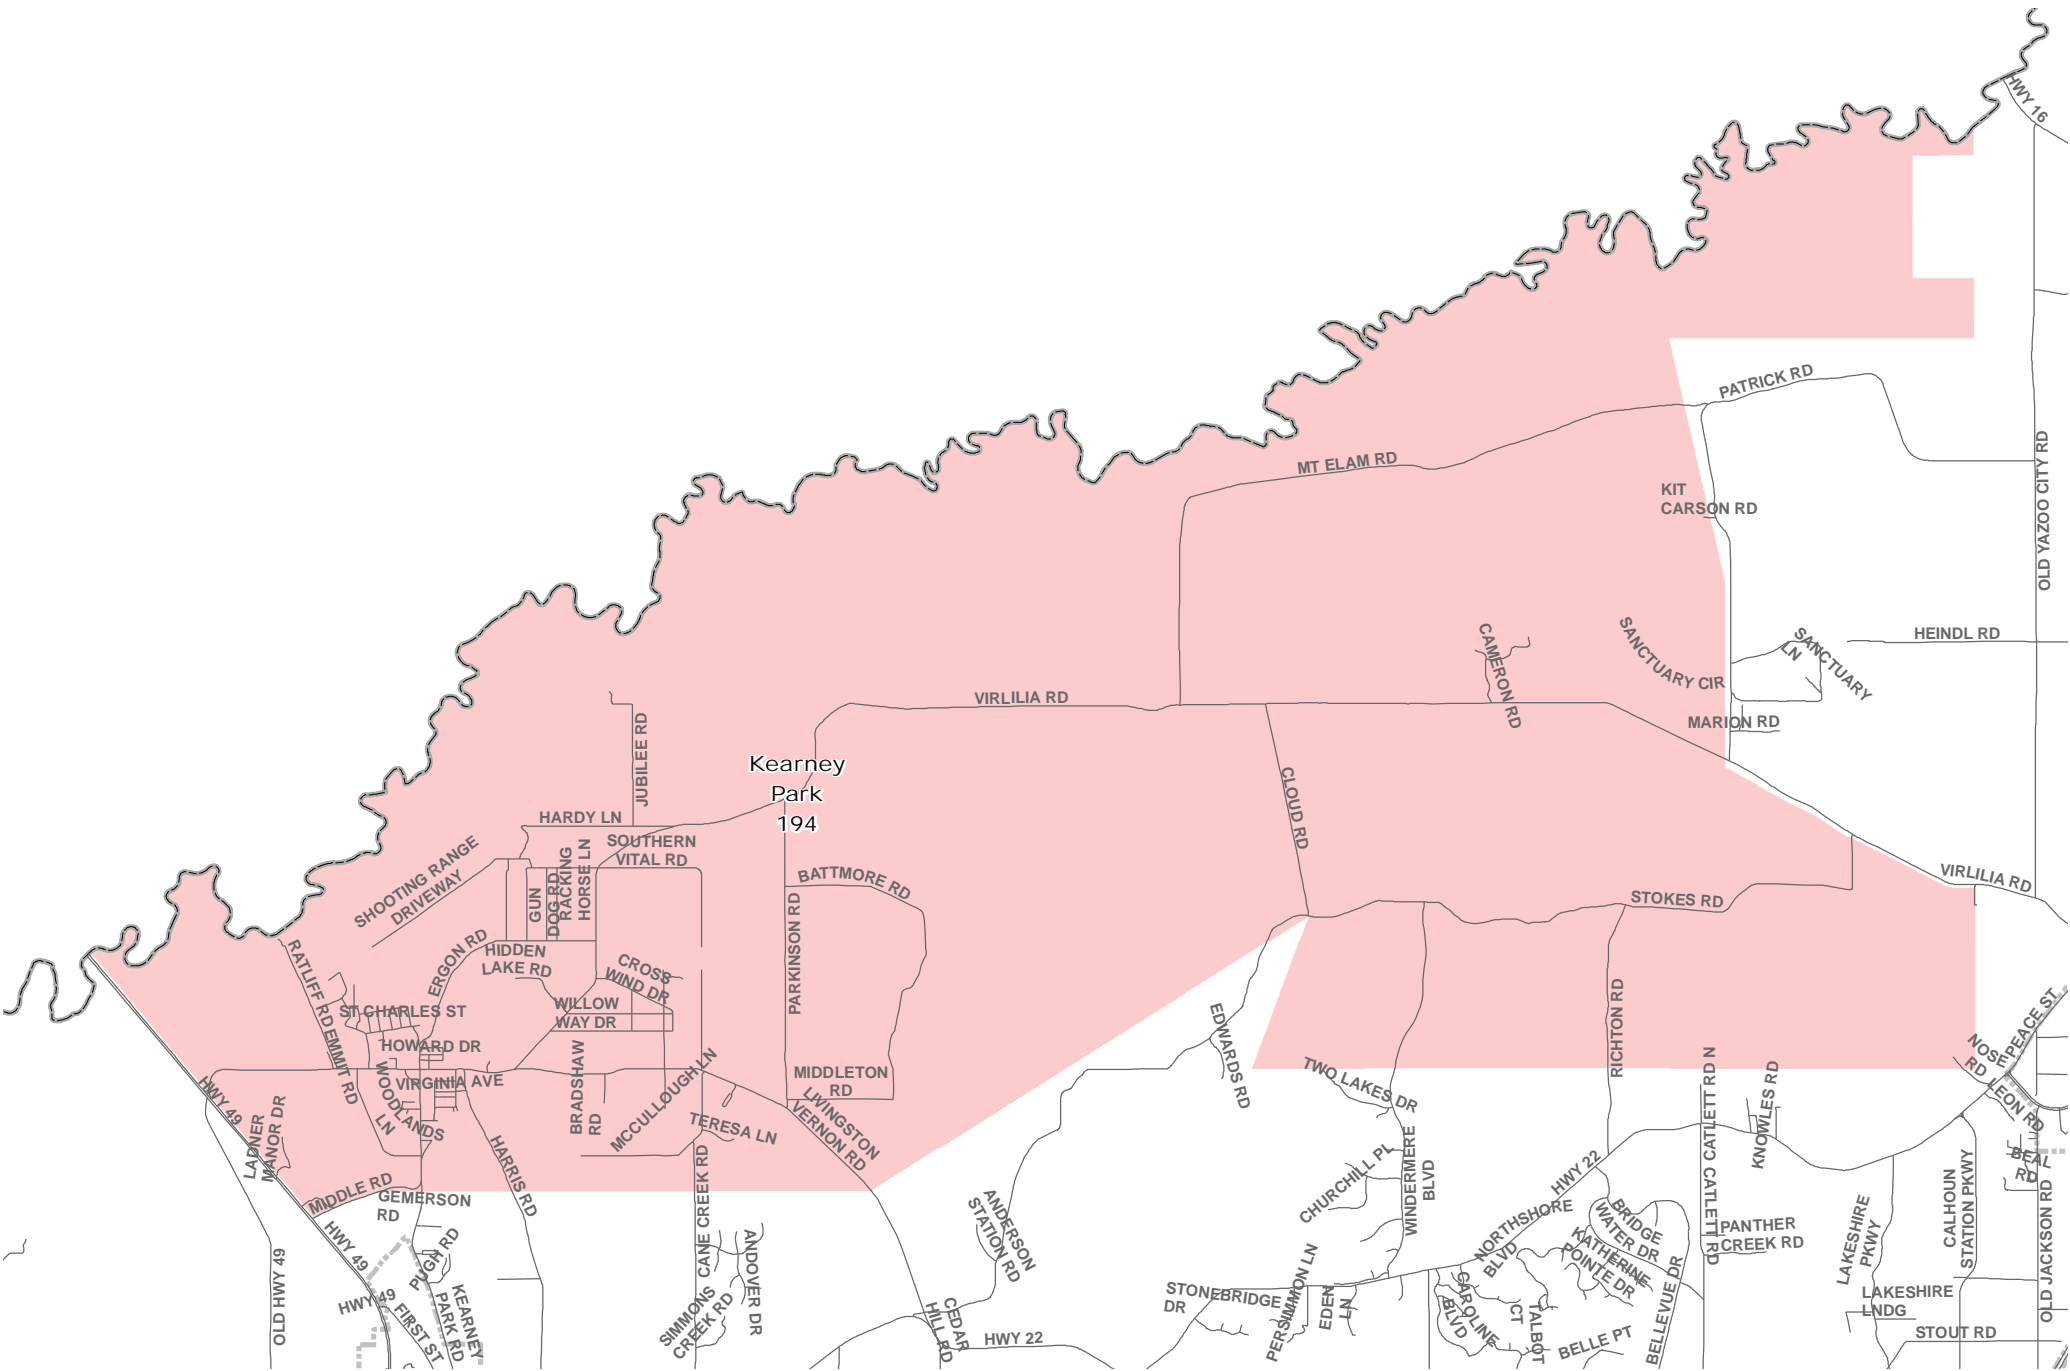 HWY 16
PATRICK RD
MT ELAM RD
KIT
CARSON RD
OLD YAZOO CITY RD
HEINDL RD
SANCTUARY
LN
SANCTUARY CIR
CAMERON RD
MARION RD
VIRLILIA RD
JUBILEE RD
Kearney
Park
194
CLOUD RD
HARDY LN
SOUTHERN
VITAL RD
SHOOTING RANGE
DRIVEWAY
GUN
DOG RD
RACKING
HORSE LN
BATTMORE RD
PARKINSON RD
STOKES RD
VIRLILIA RD
RATLIFF RD
ERGON RD
HIDDEN
LAKE RD
CROSS
WIND DR
WILLOW
WAY DR
ST CHARLES ST
HOWARD DR
EMMIT RD
WOODLANDS
LN
VIRGINIA AVE
BRADSHAW
RD
MCCULLOUGH LN
MIDDLETON
RD
LIVINGSTON
VERNON RD
TERESA LN
EDWARDS RD
TWO LAKES DR
RICHTON RD
CATLETT RD N
KNOWLES RD
NOSE
RD
PEACE ST
LEON RD
BEAL
RD
HWY 49
LADNER
MANOR DR
MIDDLE RD
GEMERSON
RD
HARRIS RD
CANE CREEK RD
HWY 49
OLD HWY 49
PUGH RD
KEARNEY
PARK RD
HWY 49
FIRST ST
SIMMONS
CREEK RD
ANDOVER DR
ANDERSON
STATION RD
CEDAR
HILL RD
HWY 22
CHURCHILL PL
WINDERMERE
BLVD
HWY 22
NORTHSHORE
BLVD
BRIDGE
WATER DR
KATHERINE
POINTE DR
CATLETT RD
PANTHER
CREEK RD
LAKESHIRE
PKWY
CALHOUN
STATION PKWY
OLD JACKSON RD
STONEBRIDGE
DR
PERSIMMON LN
EDEN
LN
CAROLINE
BLVD
TALBOT
CT
BELLE PT
BELLEVUE DR
LAKESHIRE
LNDG
STOUT RD